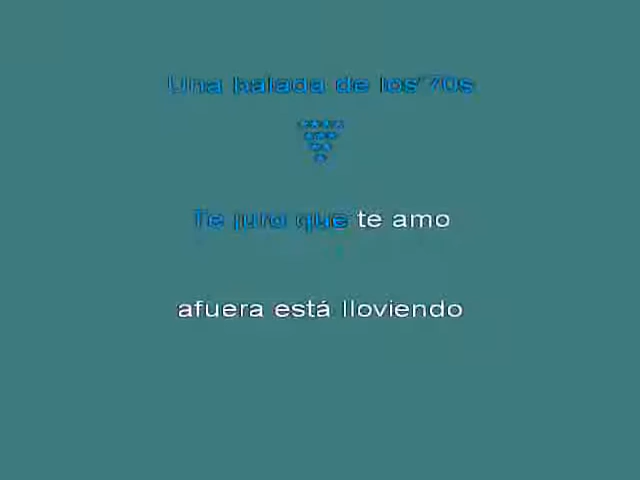 Una balada de los'70s
Te juro que te amo
afuera está lloviendo